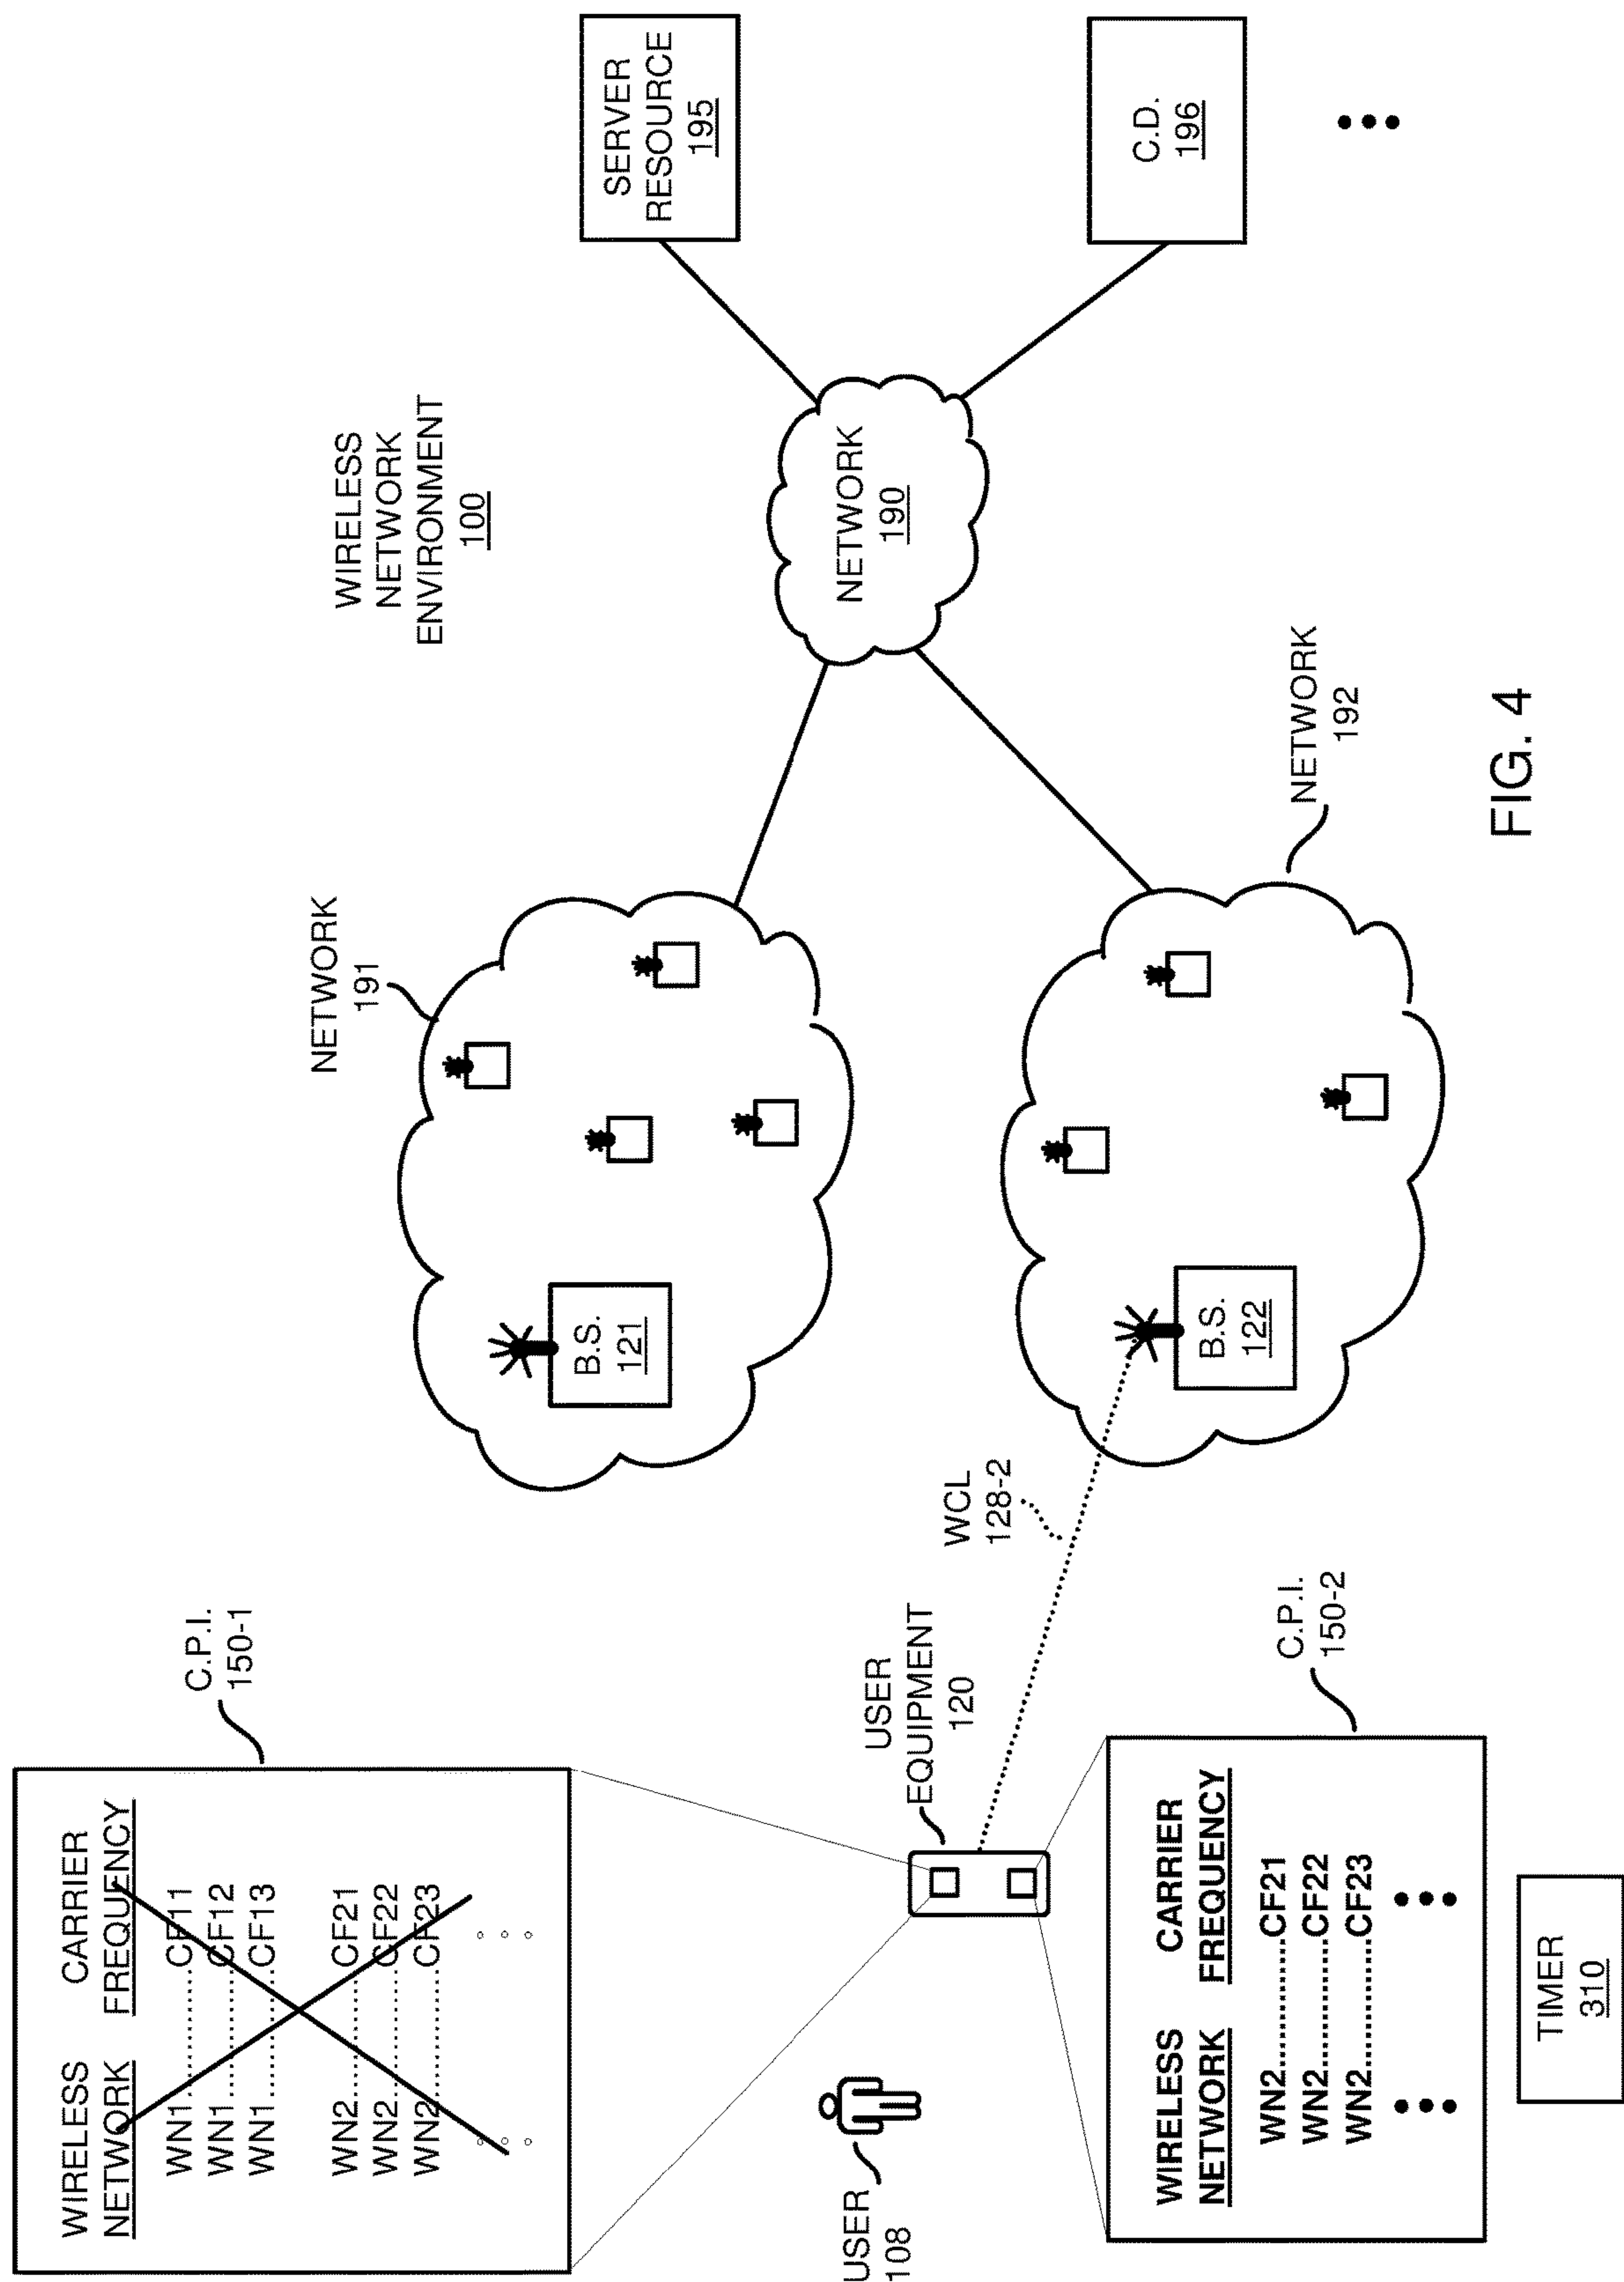 WIRELESS
NETWORK
ENVIRONMENT
100
SERVER
RESOURCE
195
C.D.
196
NETWORK
190
NETWORK
191
NETWORK
192
B.S.
121
B.S.
122
WCL
128-2
C.P.I.
150-1
WIRELESS NETWORK CARRIER FREQUENCY
WN1..........CF11
WN1..........CF12
WN1..........CF13
WN2..........CF21
WN2..........CF22
WN2..........CF23
USER
EQUIPMENT
120
USER
108
C.P.I.
150-2
WIRELESS NETWORK CARRIER FREQUENCY
WN2..............CF21
WN2..............CF22
WN2..............CF23
TIMER
310
FIG. 4